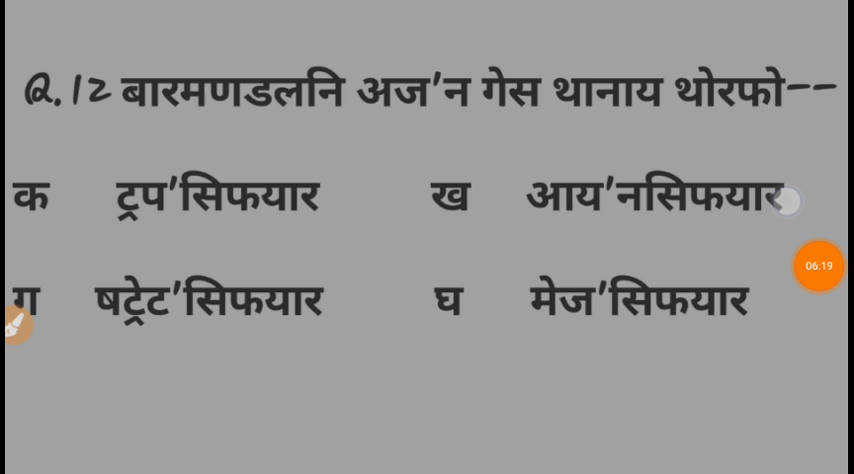 Q.12 बारमणडलनि अज'न गेस थानाय थोरफो--
क ट्रप'सिफयार ख आय'नसिफयार
06:19
ग षट्रेट'सिफयार घ मेज'सिफयार